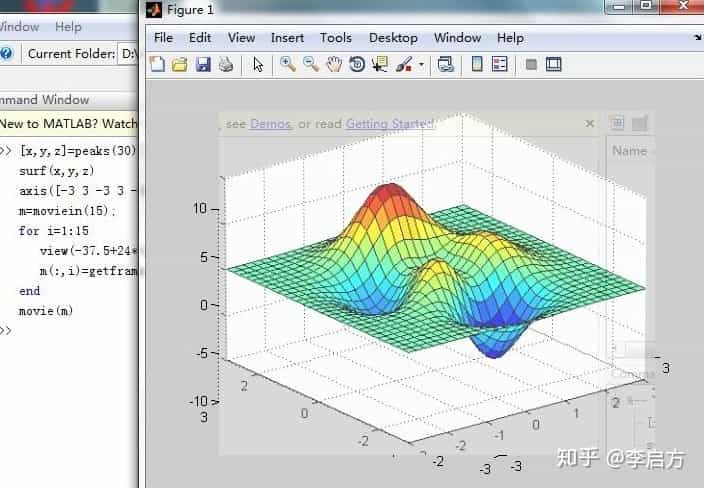 Window Help
Current Folder: D:\
Command Window
New to MATLAB? Watch
>> [x,y,z]=peaks(30)
surf(x,y,z)
axis([-3 3 -3 3 -
m=moviein(15);
for i=1:15
view(-37.5+24*
m(:,i)=getfram
end
movie(m)
>>
Figure 1
File Edit View Insert Tools Desktop Window Help
, see Demos, or read Getting Started.
Name
10
5
0
-5
-10
3
2
0
-2
-2
-3
-3
-2
-1
0
1
2
3
知乎 @李启方